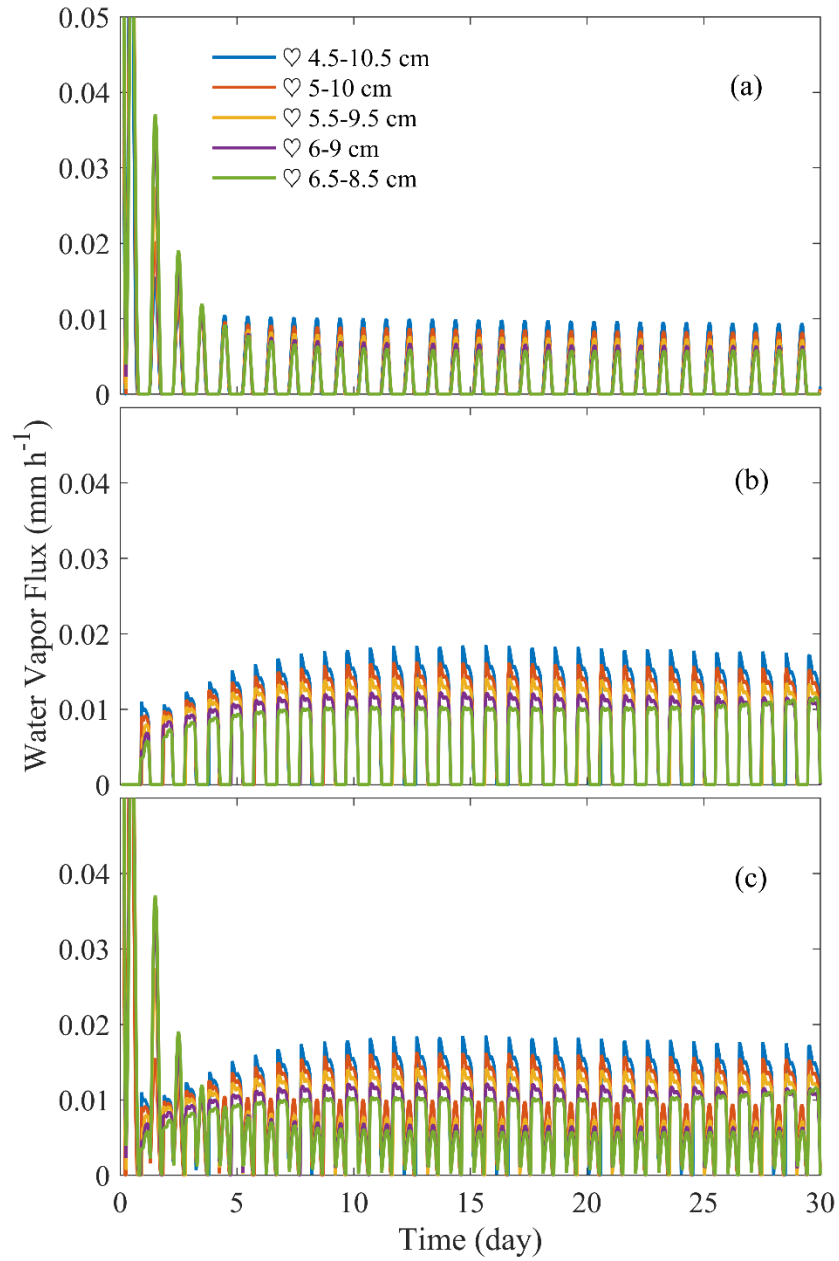 0.05
♡ 4.5-10.5 cm
♡ 5-10 cm
♡ 5.5-9.5 cm
♡ 6-9 cm
♡ 6.5-8.5 cm
(a)
0.04
0.03
0.02
0.01
0
(b)
0.04
0.03
0.02
0.01
0
(c)
0.04
0.03
0.02
0.01
0
Water Vapor Flux (mm h⁻¹)
0 5 10 15 20 25 30
Time (day)